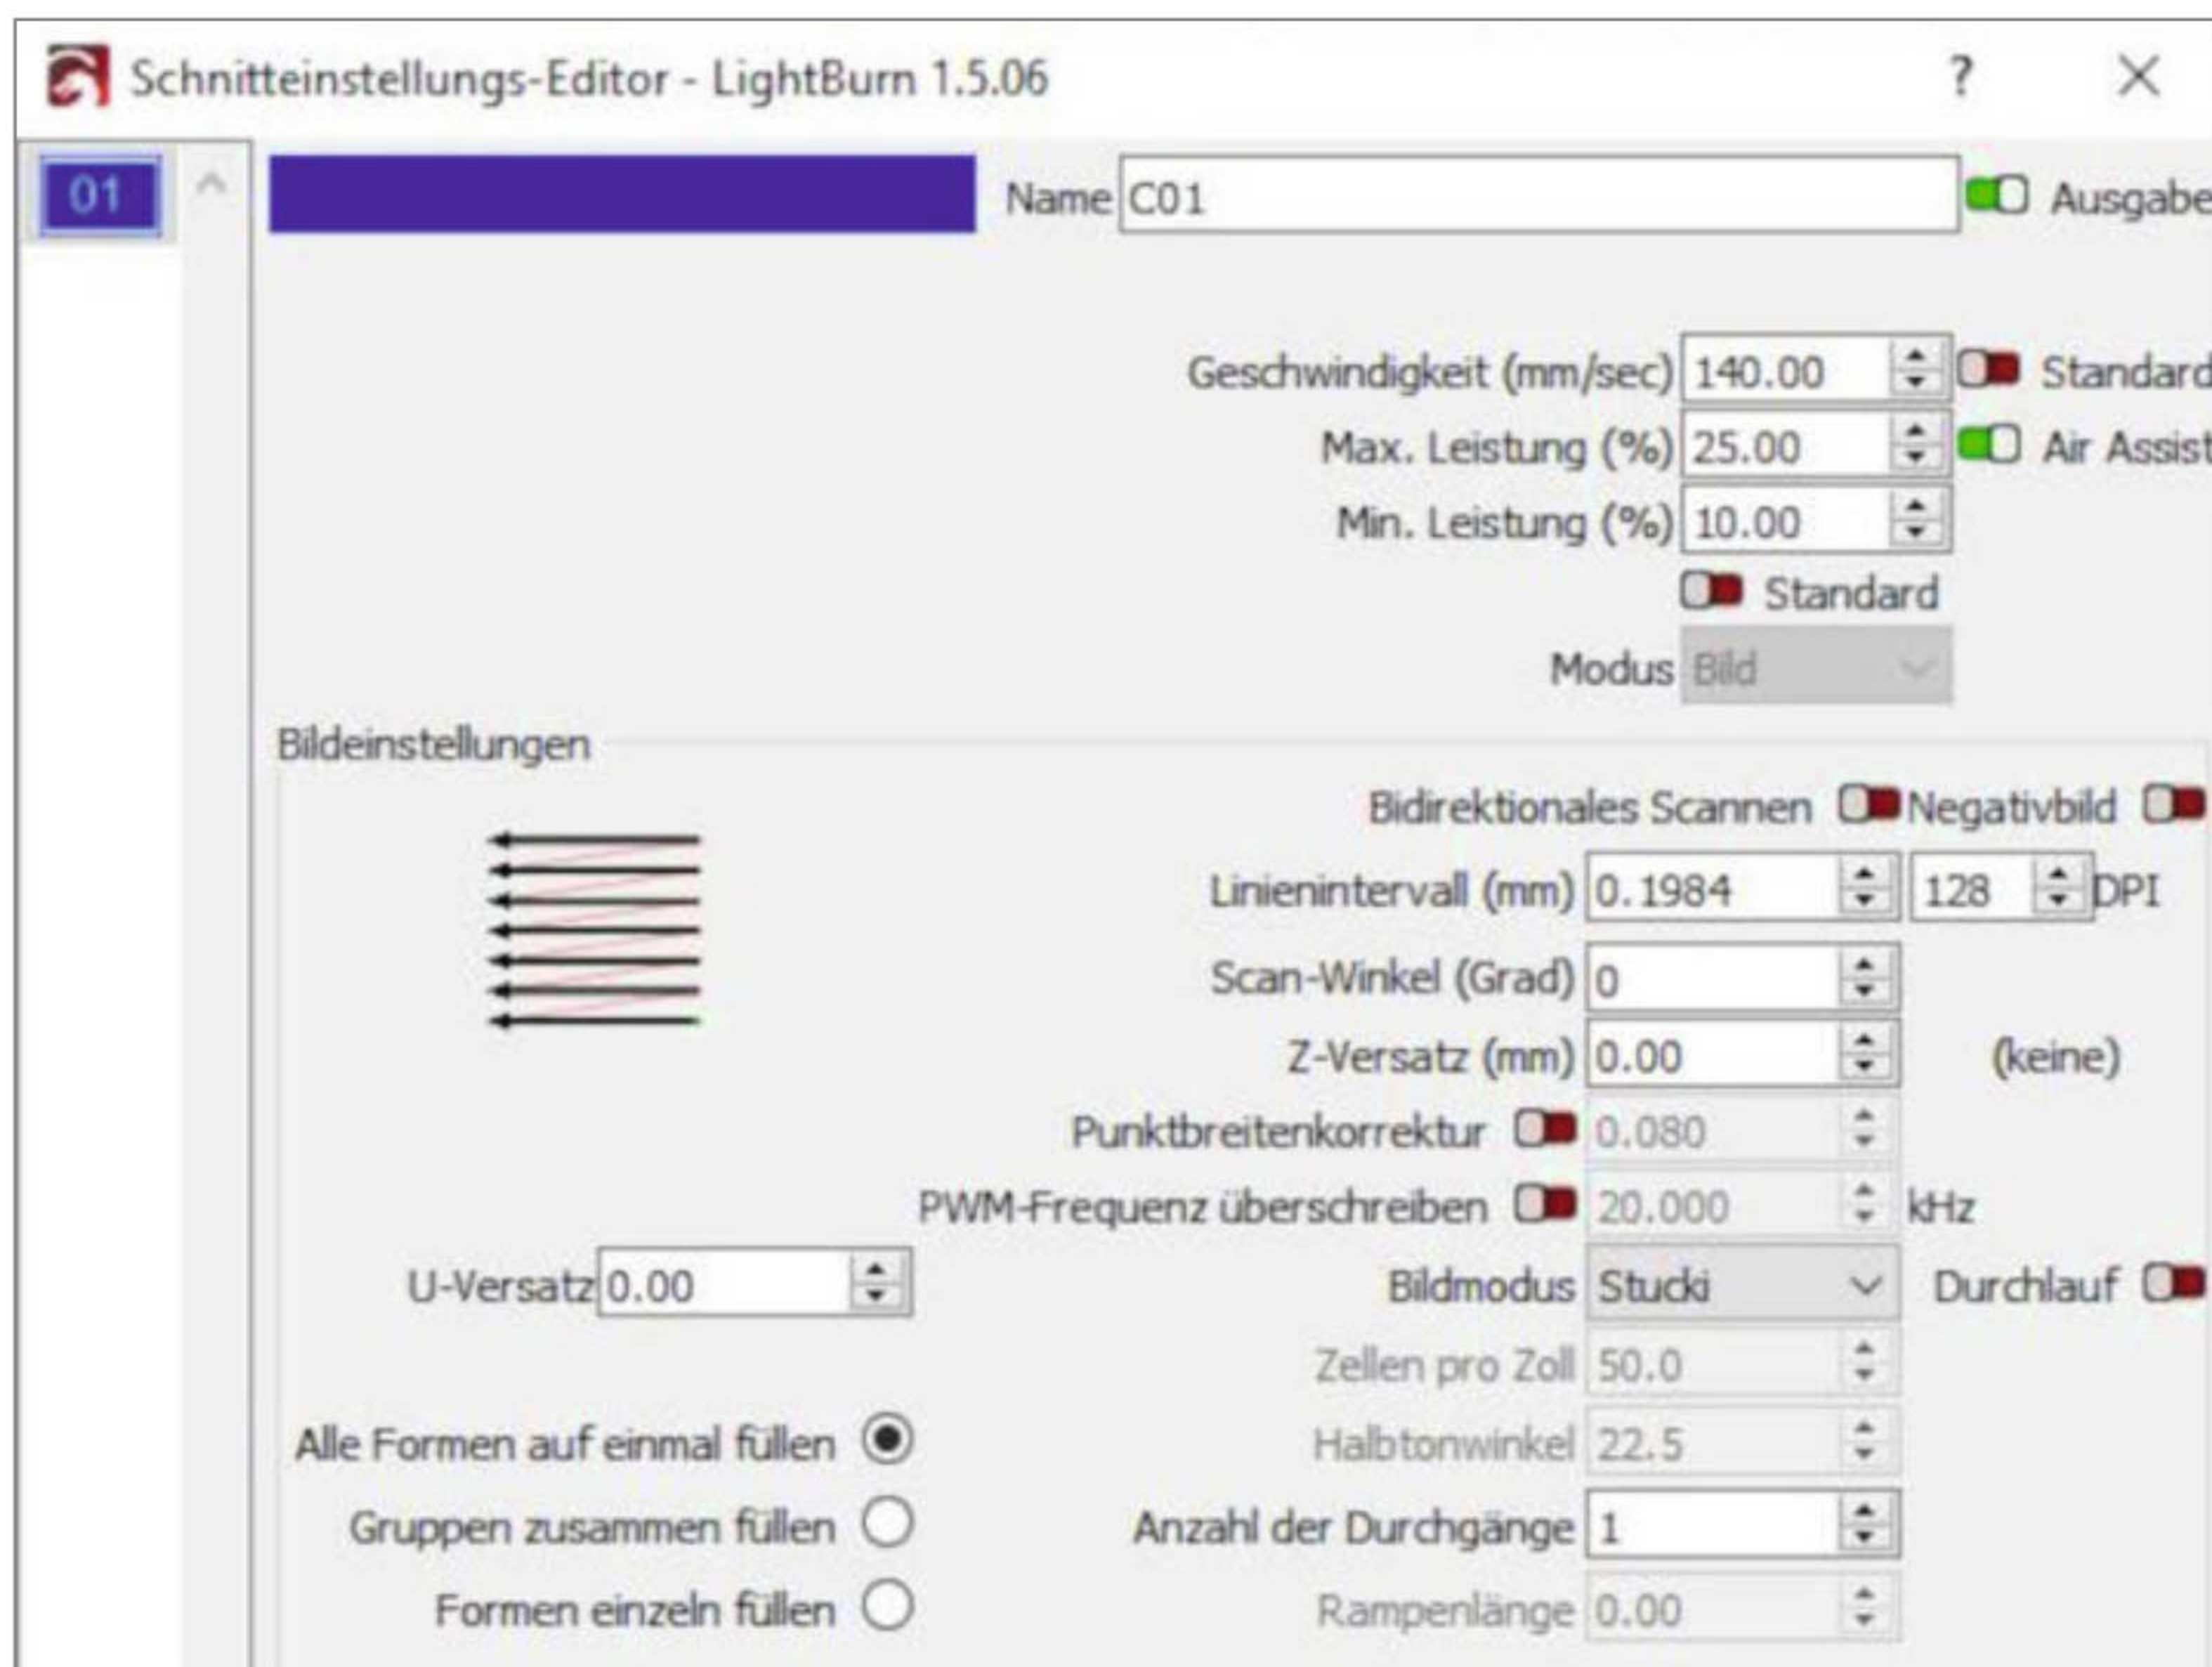 Schnitteinstellungs-Editor - LightBurn 1.5.06 ?
01 Name C01 Ausgabe
Geschwindigkeit (mm/sec) 140.00 Standard
Max. Leistung (%) 25.00 Air Assist
Min. Leistung (%) 10.00
Standard
Modus Bild
Bildeinstellungen
Bidirektionales Scannen Negativbild
Linienintervall (mm) 0.1984 128 DPI
Scan-Winkel (Grad) 0
Z-Versatz (mm) 0.00 (keine)
Punktbreitenkorrektur 0.080
PWM-Frequenz überschreiben 20.000 kHz
U-Versatz 0.00 Bildmodus Stucki Durchlauf
Zellen pro Zoll 50.0
Alle Formen auf einmal füllen Halbtonwinkel 22.5
Gruppen zusammen füllen Anzahl der Durchgänge 1
Formen einzeln füllen Rampenlänge 0.00